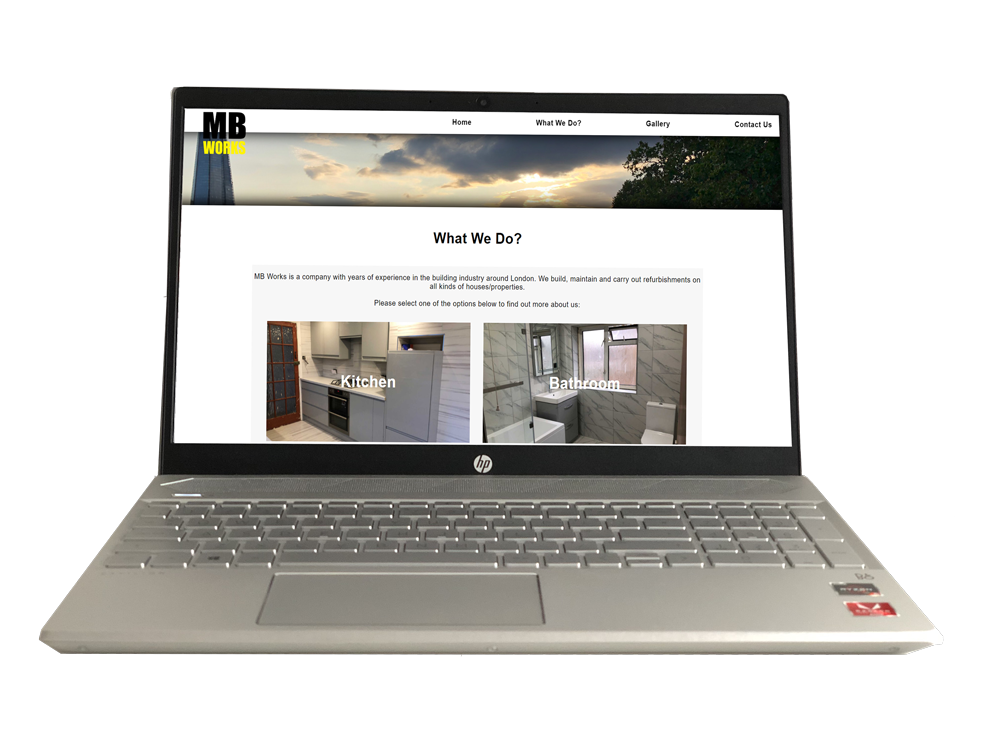 MB
WORKS
Home
What We Do?
Gallery
Contact Us
What We Do?
MB Works is a company with years of experience in the building industry around London. We build, maintain and carry out refurbishments on
all kinds of houses/properties.
Please select one of the options below to find out more about us:
Kitchen
Bathroom
hp